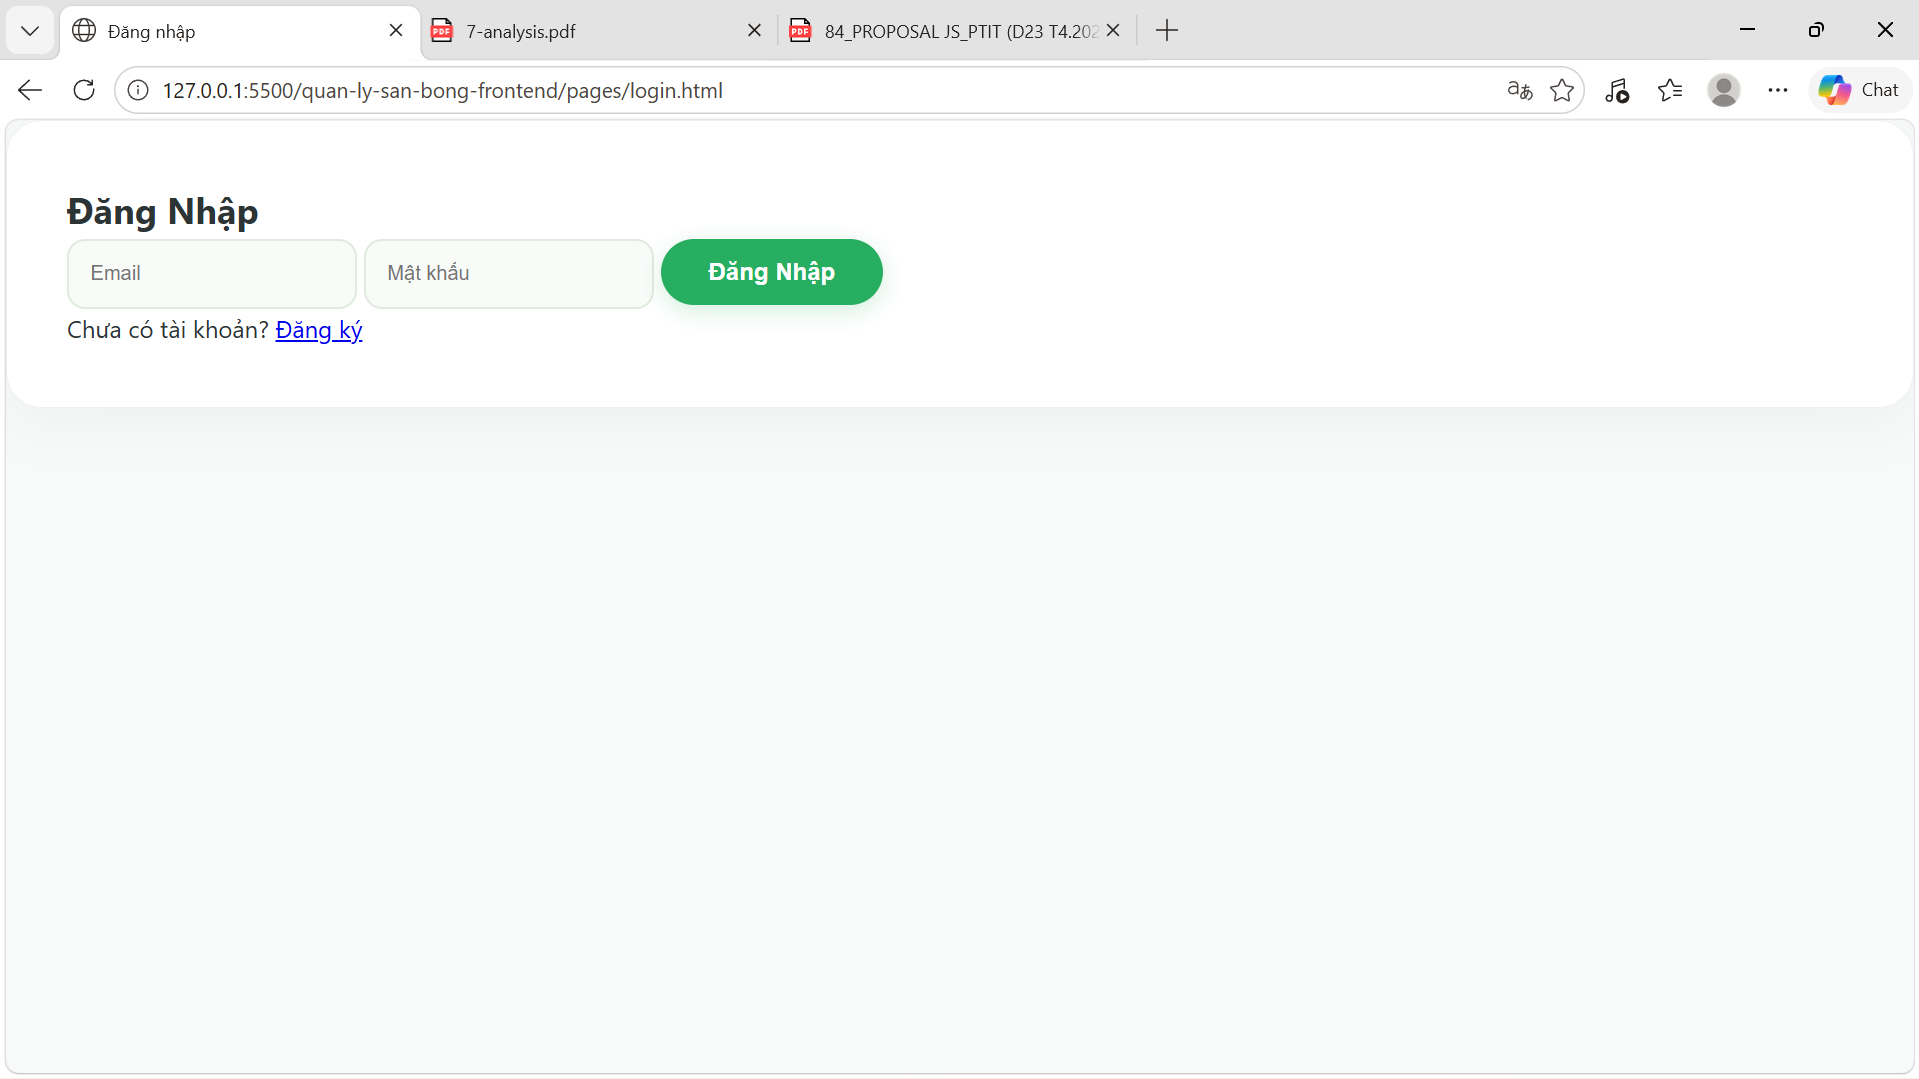 Đăng nhập
7-analysis.pdf
84_PROPOSAL JS_PTIT (D23 T4.202
127.0.0.1:5500/quan-ly-san-bong-frontend/pages/login.html
Chat
Đăng Nhập
Email
Mật khẩu
Đăng Nhập
Chưa có tài khoản? Đăng ký